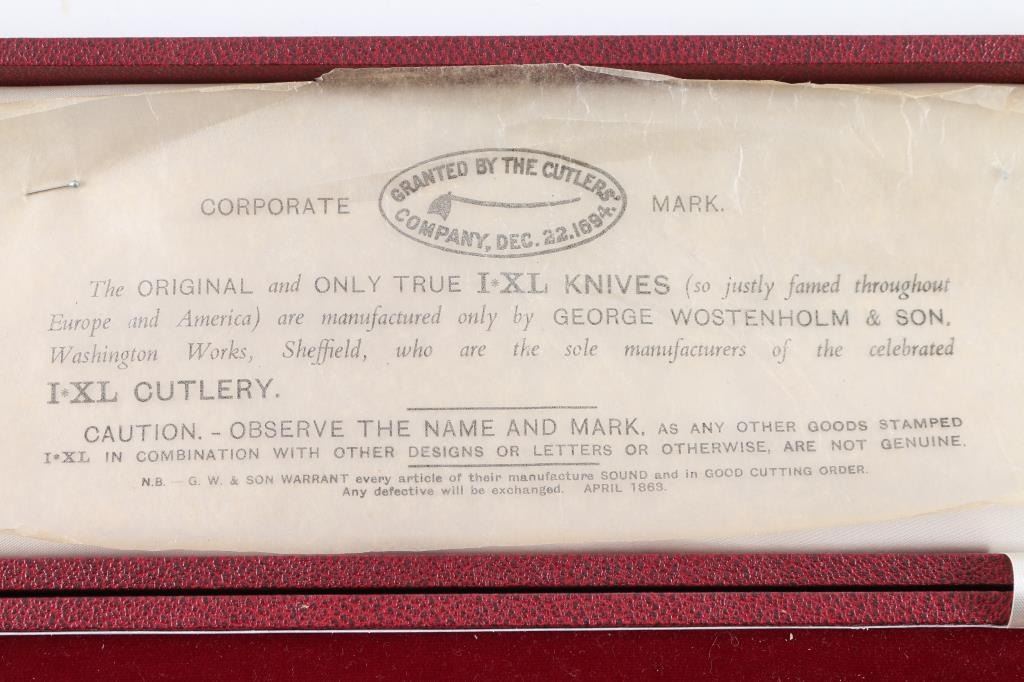 GRANTED BY THE CUTLERS'
COMPANY, DEC. 22. 1694.
CORPORATE MARK.
The ORIGINAL and ONLY TRUE I*XL KNIVES (so justly famed throughout
Europe and America) are manufactured only by GEORGE WOSTENHOLM & SON,
Washington Works, Sheffield, who are the sole manufacturers of the celebrated
I*XL CUTLERY.
CAUTION. - OBSERVE THE NAME AND MARK, AS ANY OTHER GOODS STAMPED
I*XL IN COMBINATION WITH OTHER DESIGNS OR LETTERS OR OTHERWISE, ARE NOT GENUINE.
N.B. — G. W. & SON WARRANT every article of their manufacture SOUND and in GOOD CUTTING ORDER.
Any defective will be exchanged. APRIL 1863.